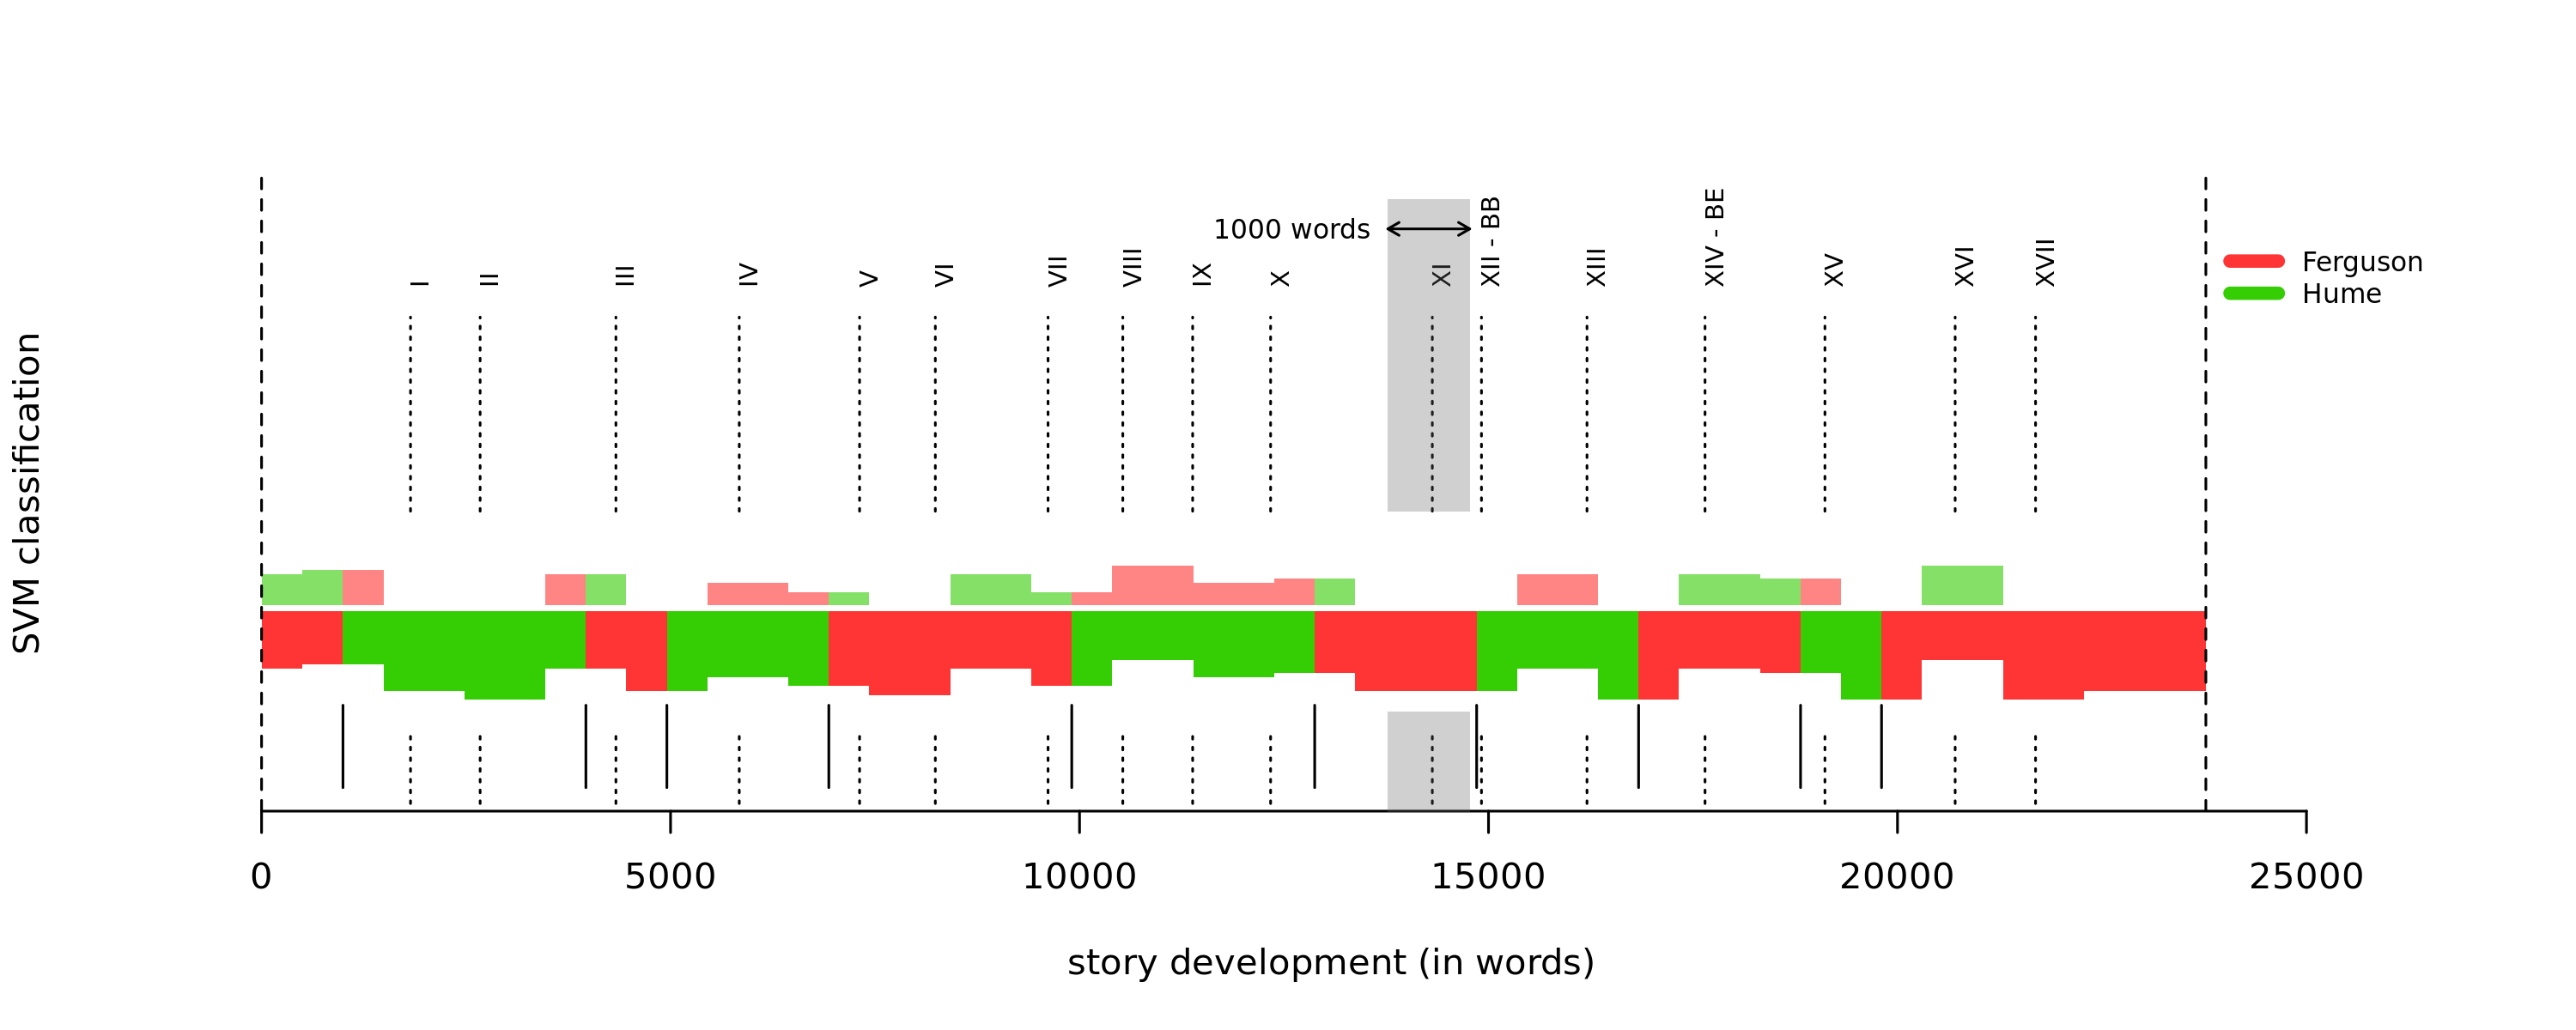 SVM classification
I
II
III
IV
V
VI
VII
VIII
IX
X
1000 words
XI
XII - BB
XIII
XIV - BE
XV
XVI
XVII
Ferguson
Hume
0
5000
10000
15000
20000
25000
story development (in words)